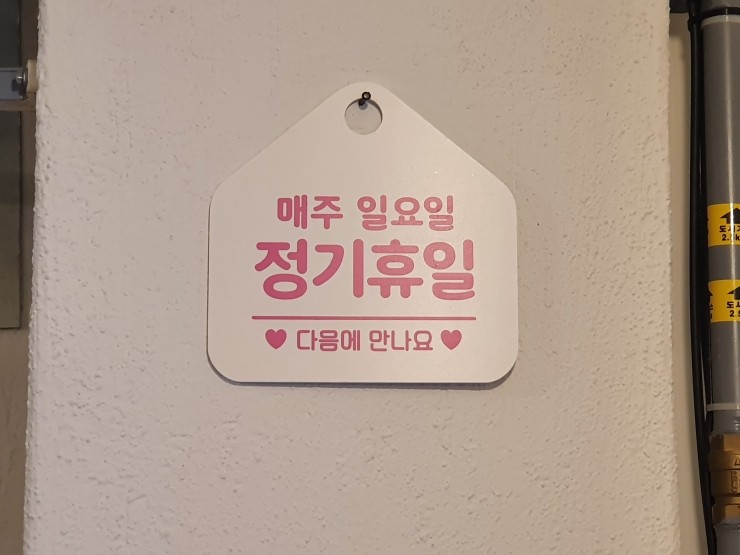 매주 일요일
정기휴일
♥ 다음에 만나요 ♥